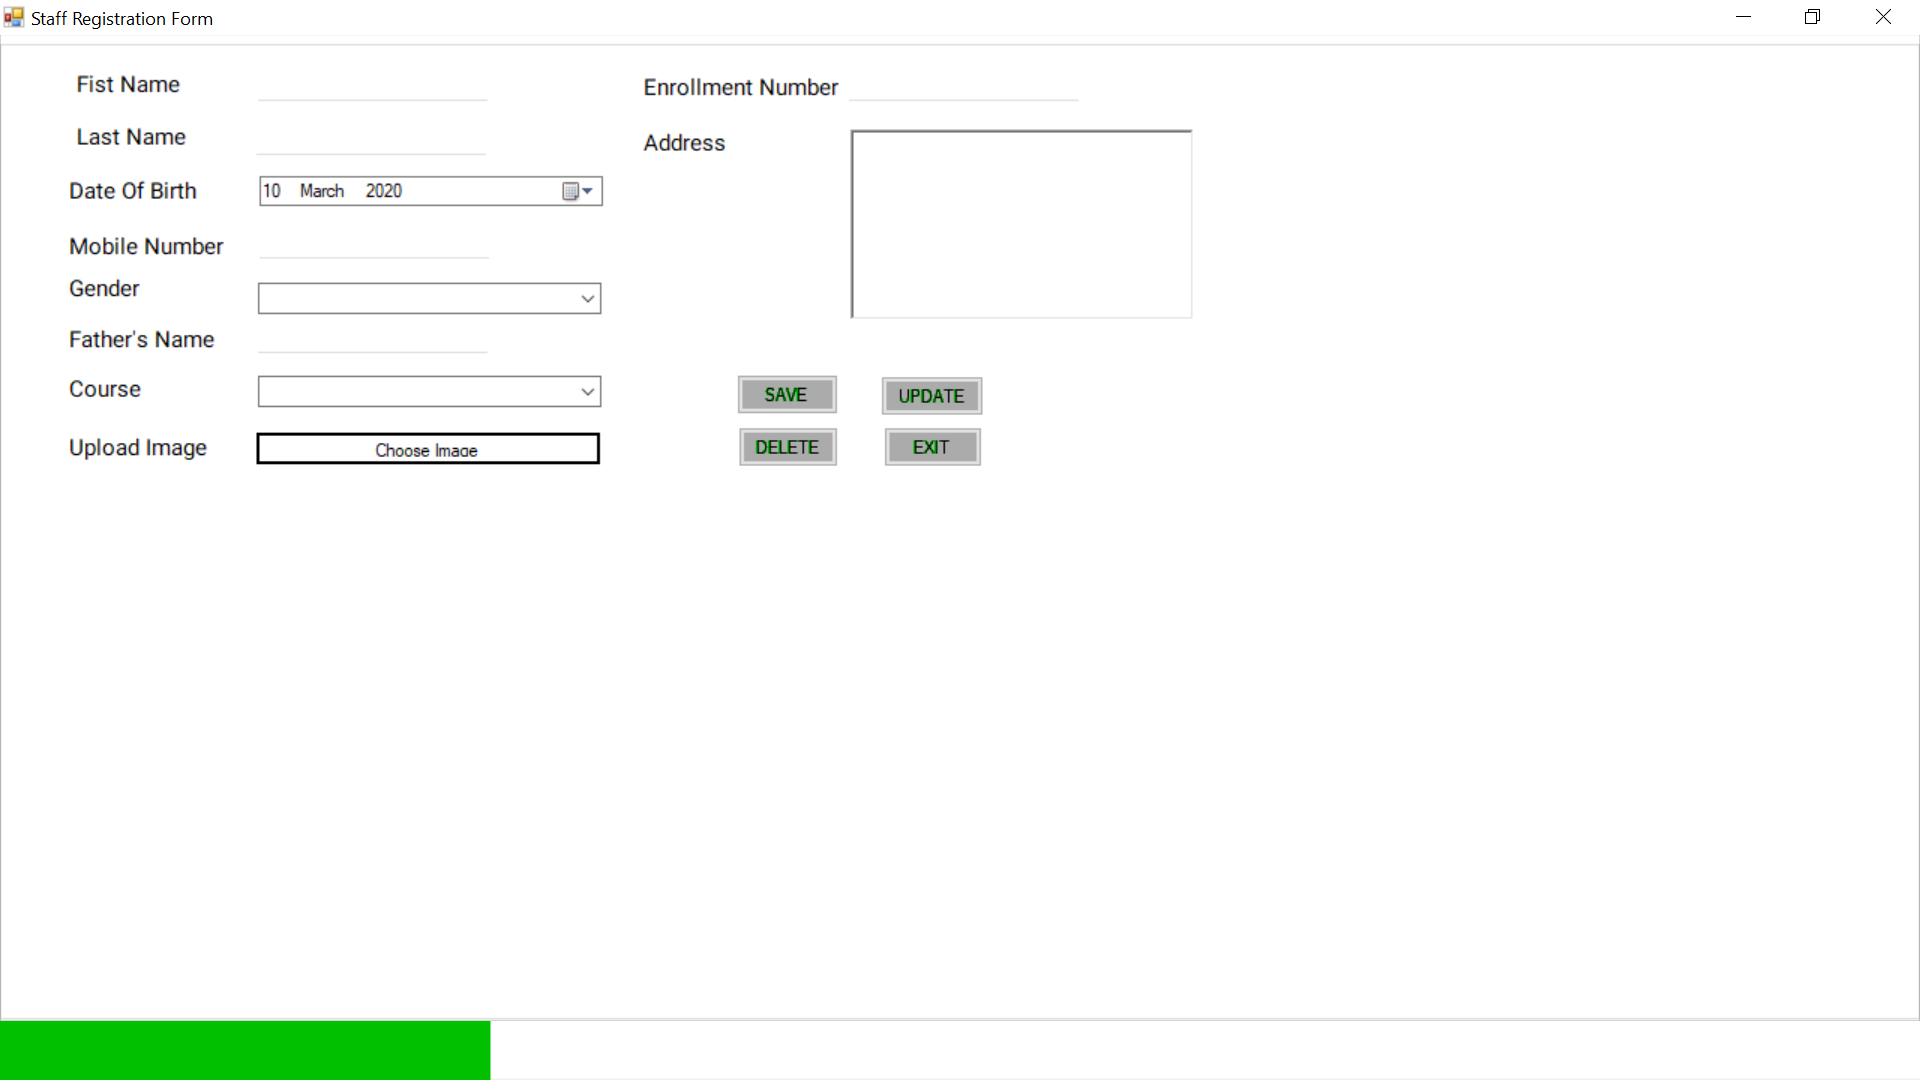 Staff Registration Form
Fist Name
Enrollment Number
Last Name
Address
Date Of Birth
10 March 2020
Mobile Number
Gender
Father's Name
Course
SAVE
UPDATE
Upload Image
Choose Image
DELETE
EXIT